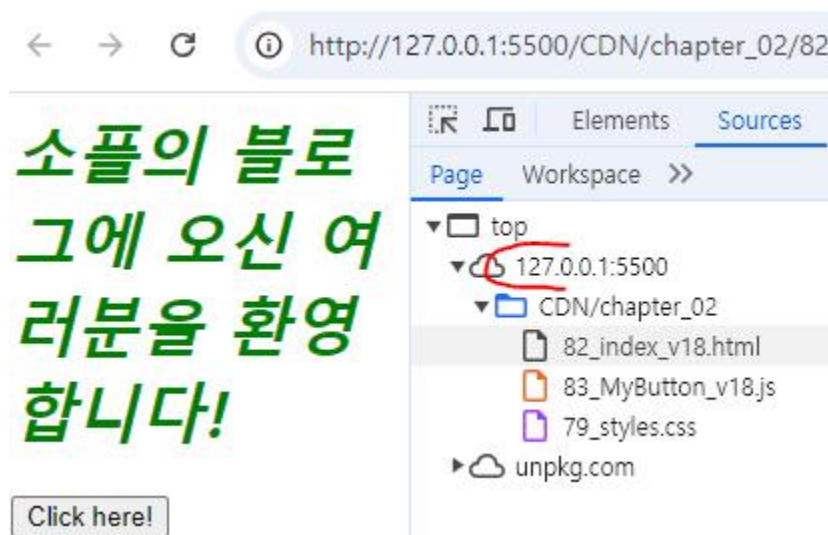 http://127.0.0.1:5500/CDN/chapter_02/82
Elements Sources
Page Workspace
top
127.0.0.1:5500
CDN/chapter_02
82_index_v18.html
83_MyButton_v18.js
79_styles.css
unpkg.com
소플의 블로
그에 오신 여
러분을 환영
합니다!
Click here!